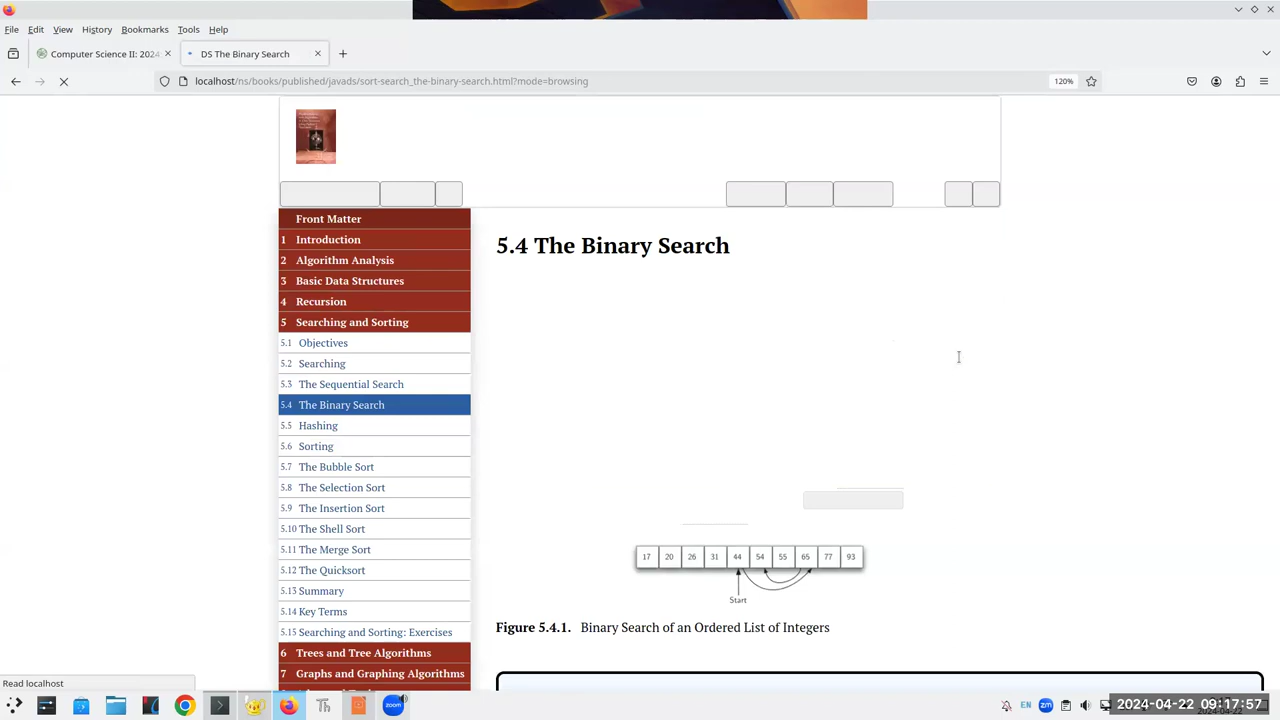 File Edit View History Bookmarks Tools Help
Computer Science II: 2024 DS The Binary Search
localhost/ns/books/published/javads/sort-search_the-binary-search.html?mode=browsing 120%
Front Matter
1 Introduction
2 Algorithm Analysis
3 Basic Data Structures
4 Recursion
5 Searching and Sorting
5.1 Objectives
5.2 Searching
5.3 The Sequential Search
5.4 The Binary Search
5.5 Hashing
5.6 Sorting
5.7 The Bubble Sort
5.8 The Selection Sort
5.9 The Insertion Sort
5.10 The Shell Sort
5.11 The Merge Sort
5.12 The Quicksort
5.13 Summary
5.14 Key Terms
5.15 Searching and Sorting: Exercises
6 Trees and Tree Algorithms
7 Graphs and Graphing Algorithms
5.4 The Binary Search
17 20 26 31 44 54 55 65 77 93
Start
Figure 5.4.1. Binary Search of an Ordered List of Integers
Read localhost
Th zoom EN zm 2024-04-22 09:17:57